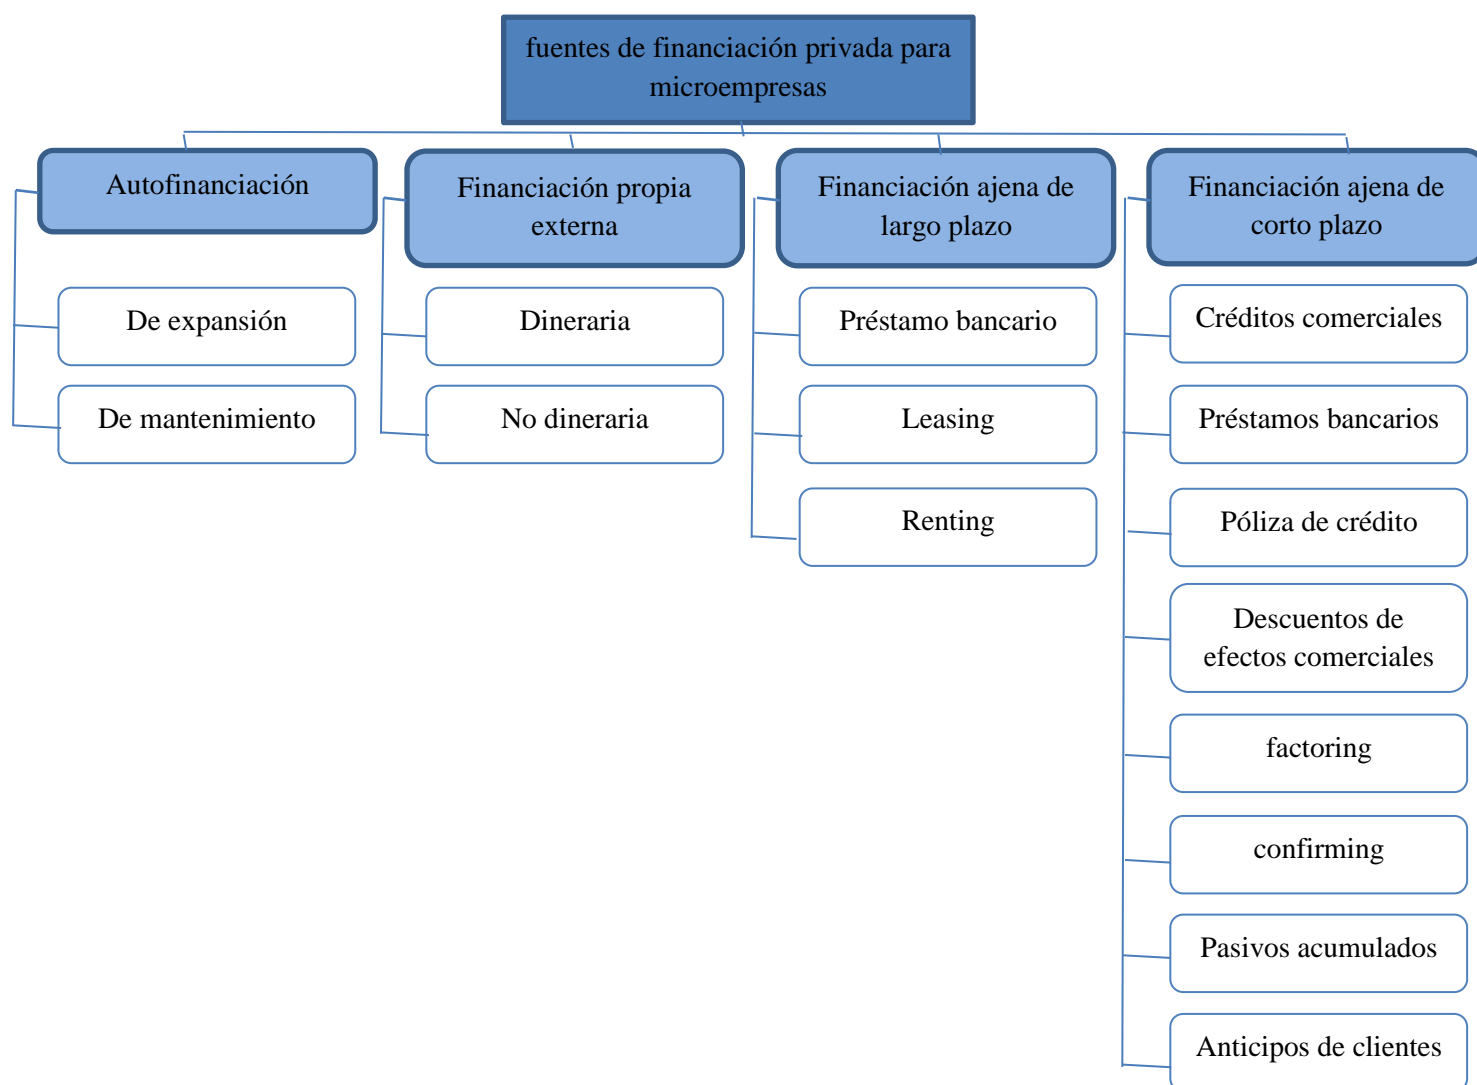 fuentes de financiación privada para
microempresas
Autofinanciación
De expansión
De mantenimiento
Financiación propia
externa
Dineraria
No dineraria
Financiación ajena de
largo plazo
Préstamo bancario
Leasing
Renting
Financiación ajena de
corto plazo
Créditos comerciales
Préstamos bancarios
Póliza de crédito
Descuentos de
efectos comerciales
factoring
confirming
Pasivos acumulados
Anticipos de clientes